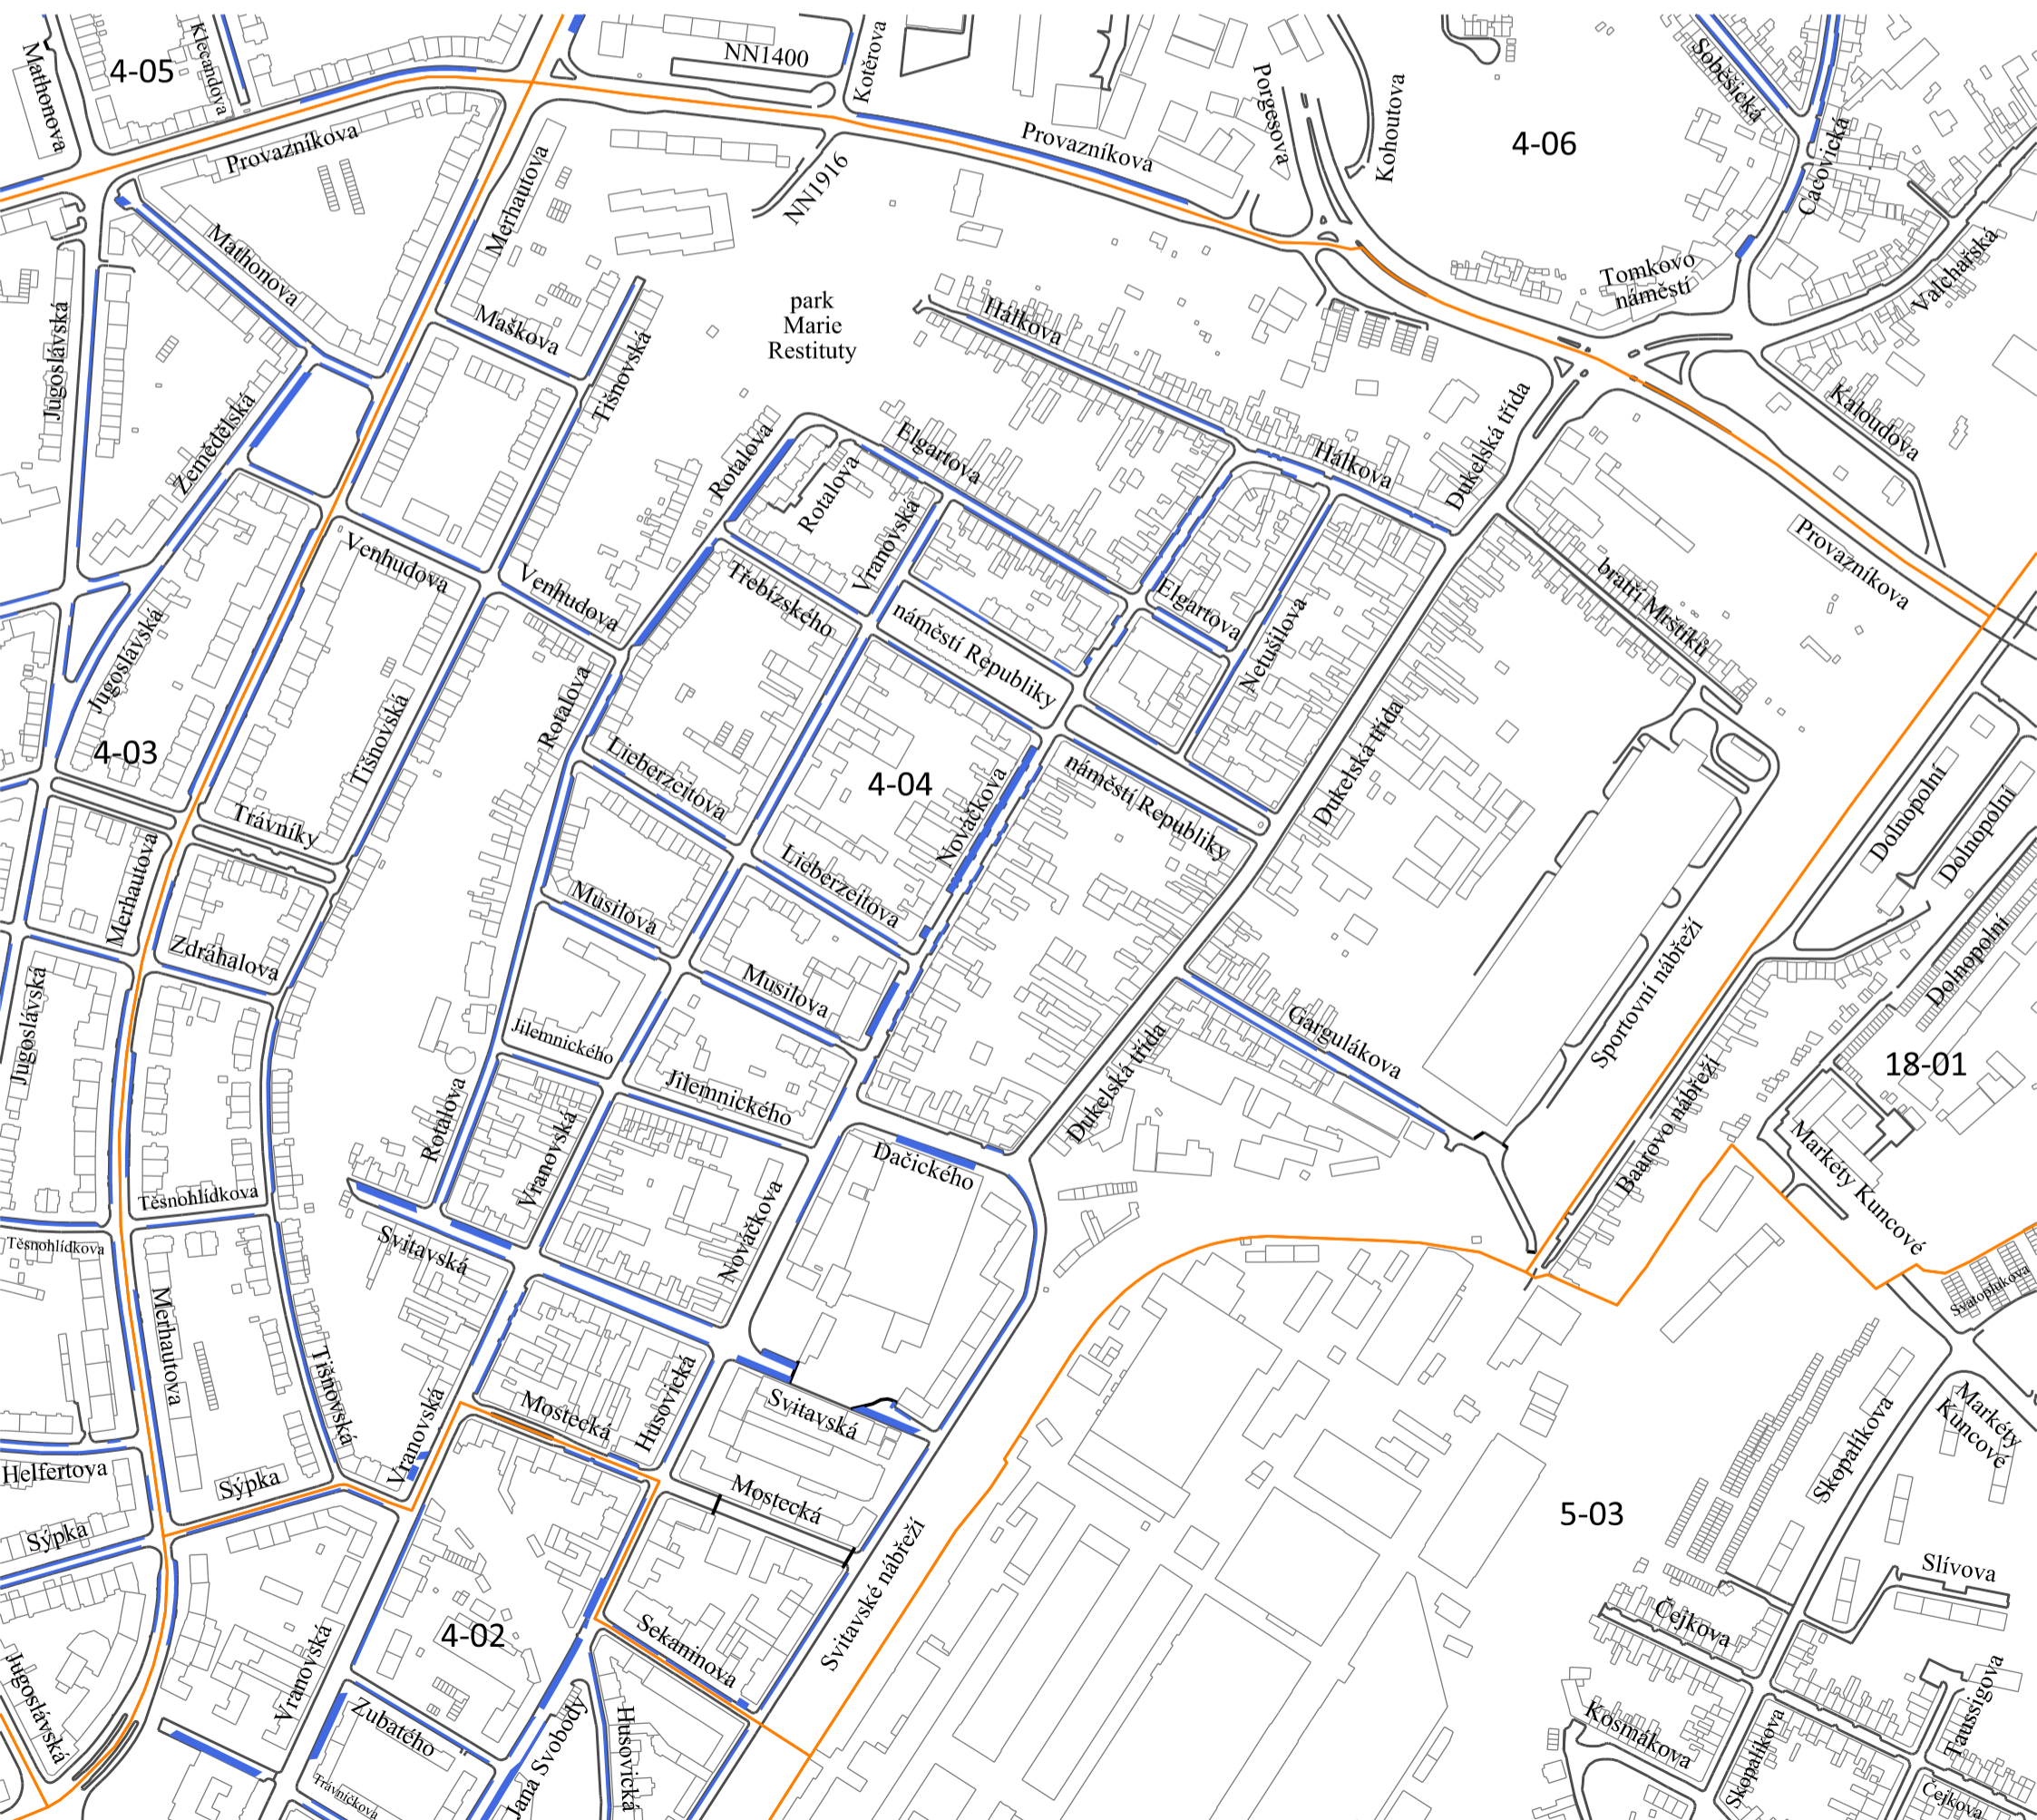 4-05
Mathonova
Klecandova
NN1400
Kotěrova
Porgesova
Kohoutova
Soběšická
Cacovická
4-06
Provazníkova
Provazníkova
Merhautova
NN1916
Mathonova
Tomkovo
náměstí
Valchařská
Jugoslávská
park
Marie
Restituty
Maškova
Tišnovská
Hálkova
Hálkova
Dukelská třída
Kaloudova
Zemědělská
Rotalova
Rotalova
Elgartova
Vranovská
Venhudova
Venhudova
Třebízského
náměstí Republiky
Elgartova
Netušilova
bratří Mrštíků
Provazníkova
Jugoslávská
Rotalova
Tišnovská
4-03
Lieberzeitova
4-04
Nováčkova
náměstí Republiky
Dukelská třída
Dolnopolní
Dolnopolní
Trávníky
Merhautova
Lieberzeitova
Musilova
Zdráhalova
Musilova
Dolnopolní
Jugoslávská
Jilemnického
Gargulákova
Sportovní nábřeží
Jilemnického
Dukelská třída
18-01
Rotalova
Vranovská
Dačického
Baarovo nábřeží
Markéty Kuncové
Těsnohlídkova
Těsnohlídkova
Svitavská
Nováčkova
Merhautova
Svatoplukova
Tišnovská
Vranovská
Mostecká
Husovická
Svitavská
Markéty
Kuncové
Skopalíkova
Helfertova
Sýpka
Mostecká
5-03
Sýpka
Svitavské nábřeží
Slívova
Čejkova
4-02
Sekaninova
Jugoslávská
Vranovská
Zubatého
Jana Svobody
Husovická
Kosmákova
Skopalíkova
Taussigova
Trávníčkova
Čejkova